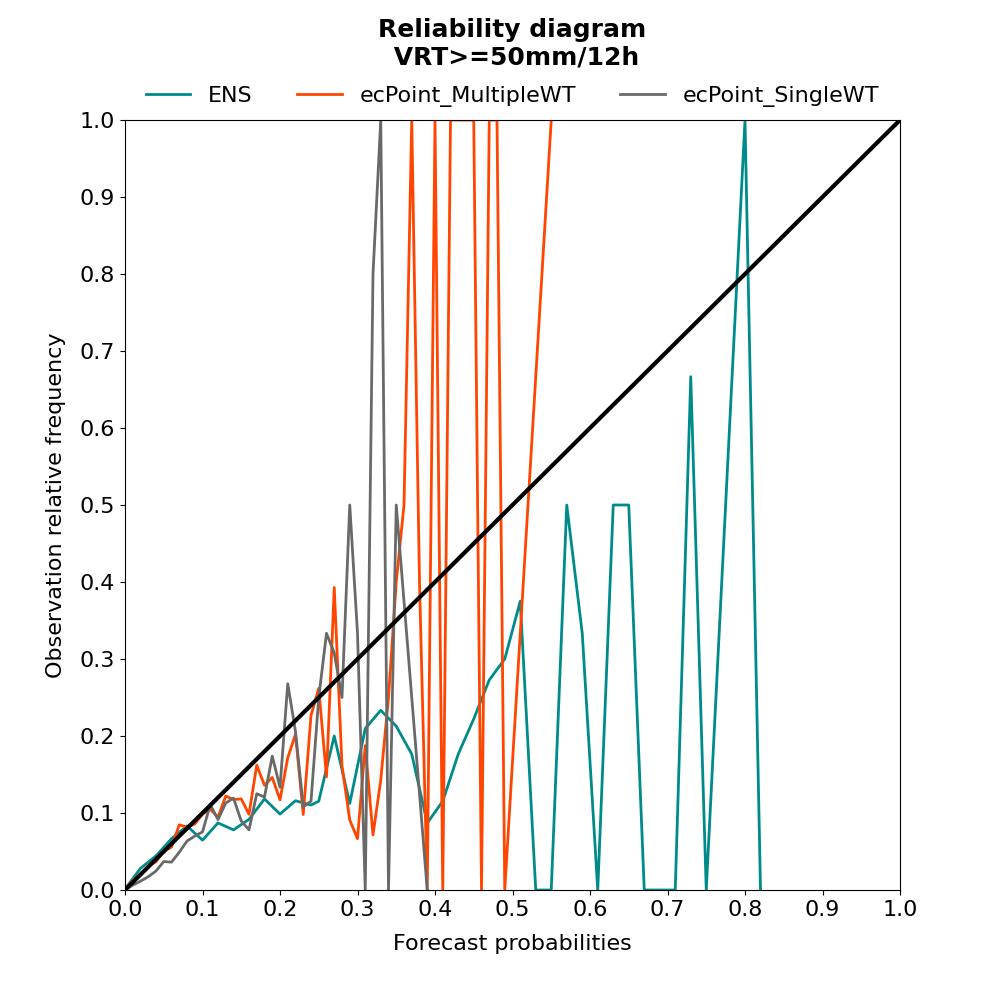 Reliability diagram
VRT>=50mm/12h
ENS ecPoint_MultipleWT ecPoint_SingleWT
1.0
0.9
0.8
0.7
0.6
0.5
0.4
0.3
0.2
0.1
0.0
Observation relative frequency
0.0 0.1 0.2 0.3 0.4 0.5 0.6 0.7 0.8 0.9 1.0
Forecast probabilities